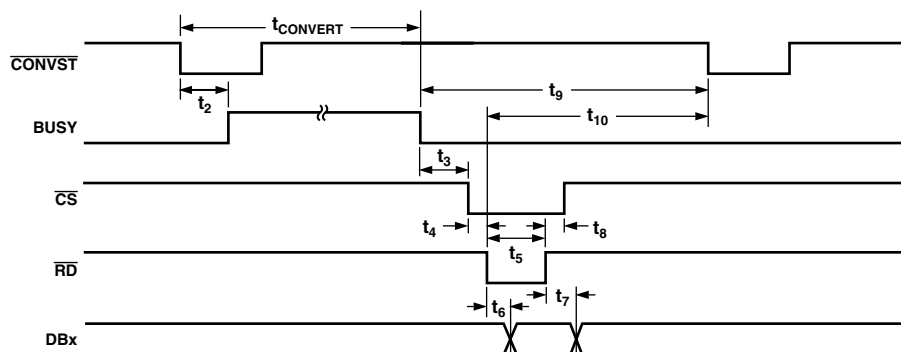 tCONVERT
CONVST
t2
t9
t10
BUSY
t3
CS
t4
t8
t5
RD
t6
t7
DBx